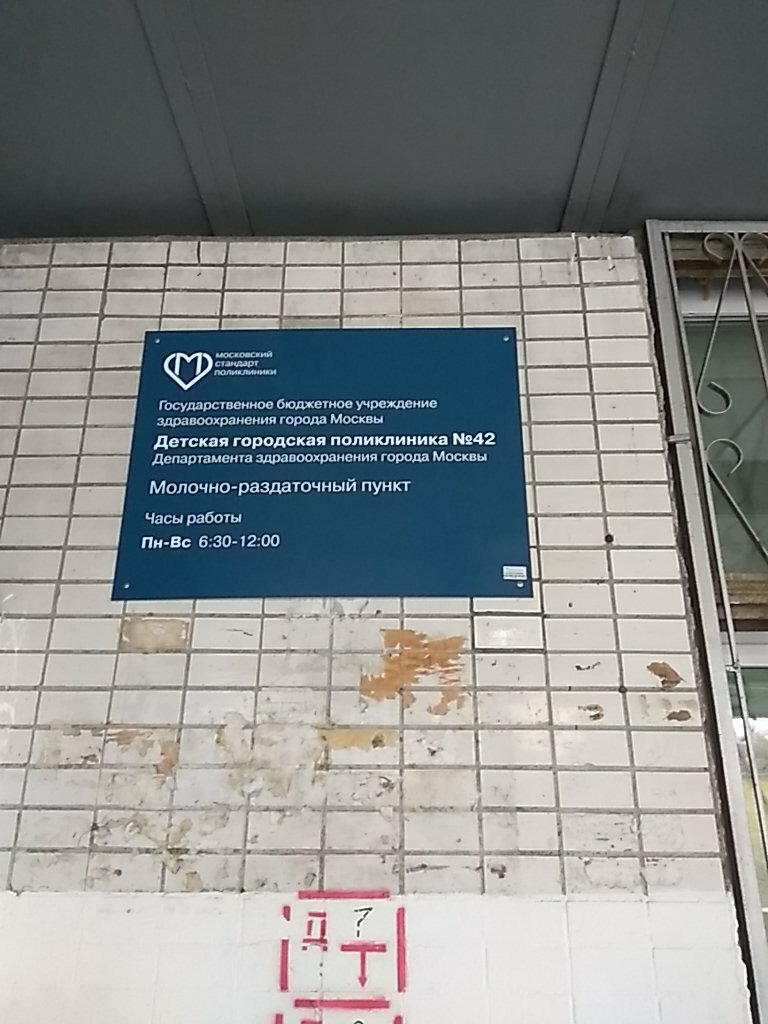 московский
стандарт
поликлиники
Государственное бюджетное учреждение
здравоохранения города Москвы
Детская городская поликлиника №42
Департамента здравоохранения города Москвы
Молочно-раздаточный пункт
Часы работы
Пн-Вс 6:30-12:00
Д ?
Т